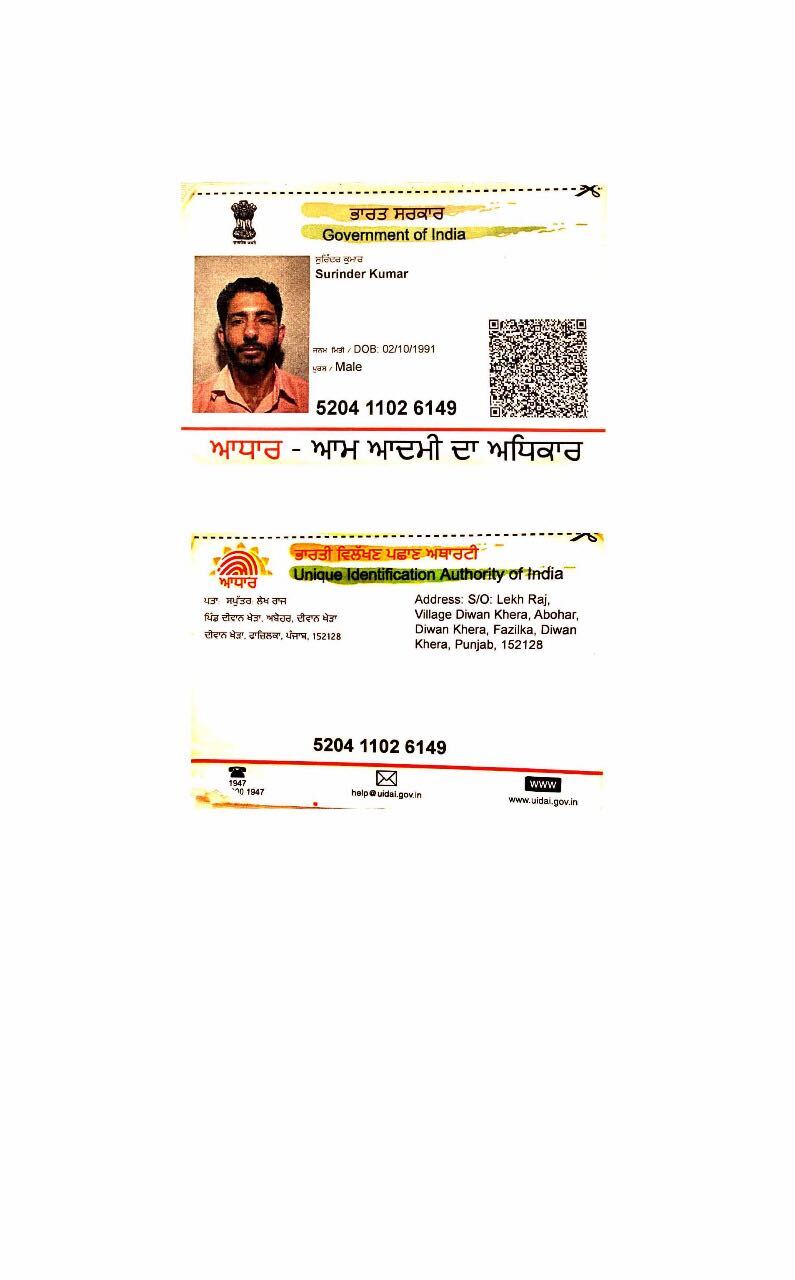 ਭਾਰਤ ਸਰਕਾਰ
Government of India
ਸੁਰਿੰਦਰ ਕੁਮਾਰ
Surinder Kumar
ਜਨਮ ਮਿਤੀ / DOB: 02/10/1991
ਪੁਰਸ਼ / Male
5204 1102 6149
ਆਧਾਰ - ਆਮ ਆਦਮੀ ਦਾ ਅਧਿਕਾਰ
ਭਾਰਤੀ ਵਿਲੱਖਣ ਪਛਾਣ ਅਥਾਰਟੀ
Unique Identification Authority of India
ਆਧਾਰ
ਪਤਾ: ਸਪੁੱਤਰ: ਲੇਖ ਰਾਜ
ਪਿੰਡ ਦੀਵਾਨ ਖੇੜਾ, ਅਬੋਹਰ, ਦੀਵਾਨ ਖੇੜਾ
ਦੀਵਾਨ ਖੇੜਾ, ਫਾਜ਼ਿਲਕਾ, ਪੰਜਾਬ, 152128
Address: S/O: Lekh Raj,
Village Diwan Khera, Abohar,
Diwan Khera, Fazilka, Diwan
Khera, Punjab, 152128
5204 1102 6149
1947
1947
help@uidai.gov.in
www
www.uidai.gov.in